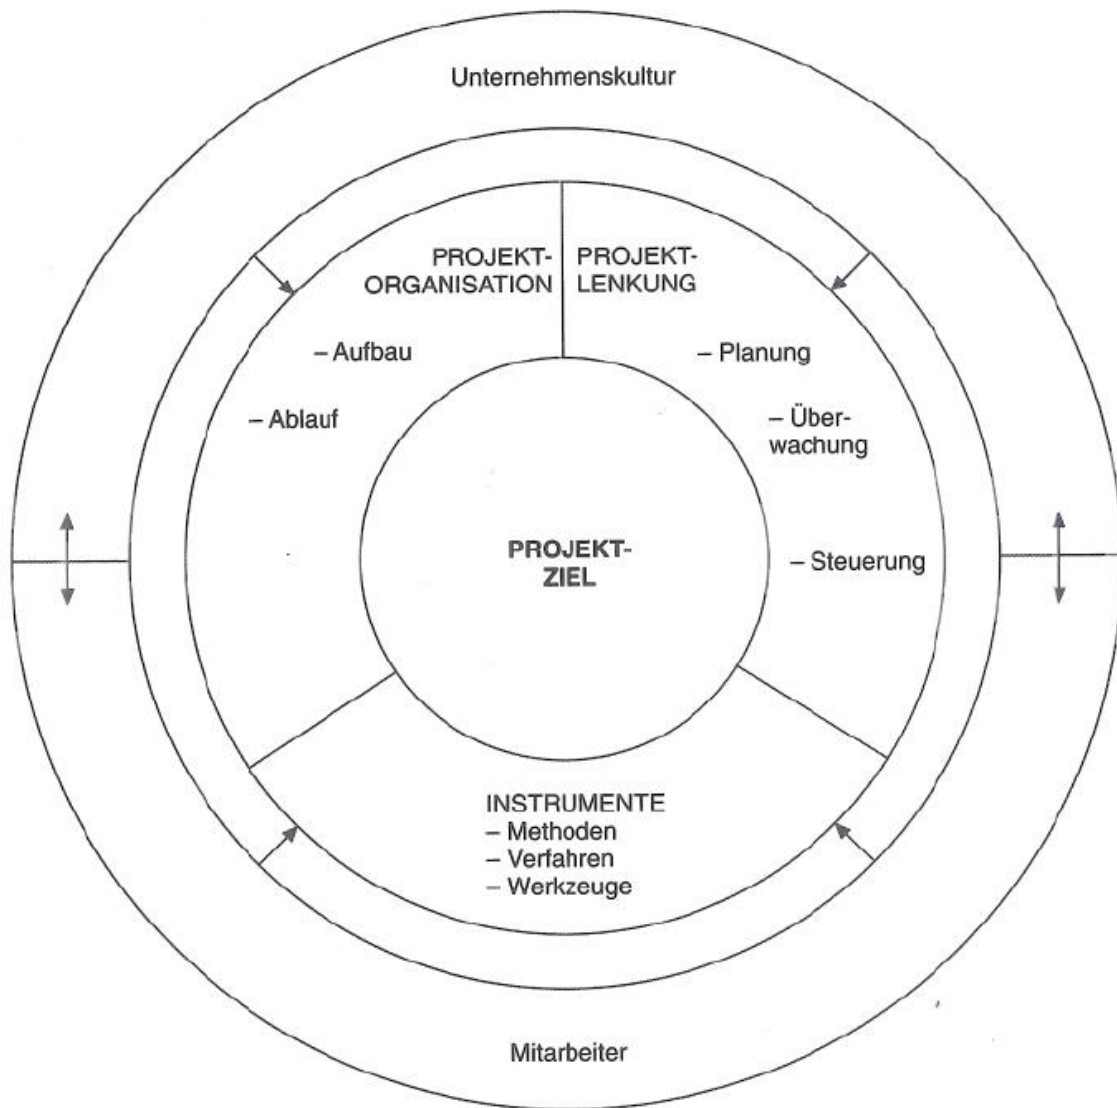 Unternehmenskultur
PROJEKT-
ORGANISATION
– Aufbau
– Ablauf
PROJEKT-
LENKUNG
– Planung
– Über-
wachung
– Steuerung
PROJEKT-
ZIEL
INSTRUMENTE
– Methoden
– Verfahren
– Werkzeuge
Mitarbeiter